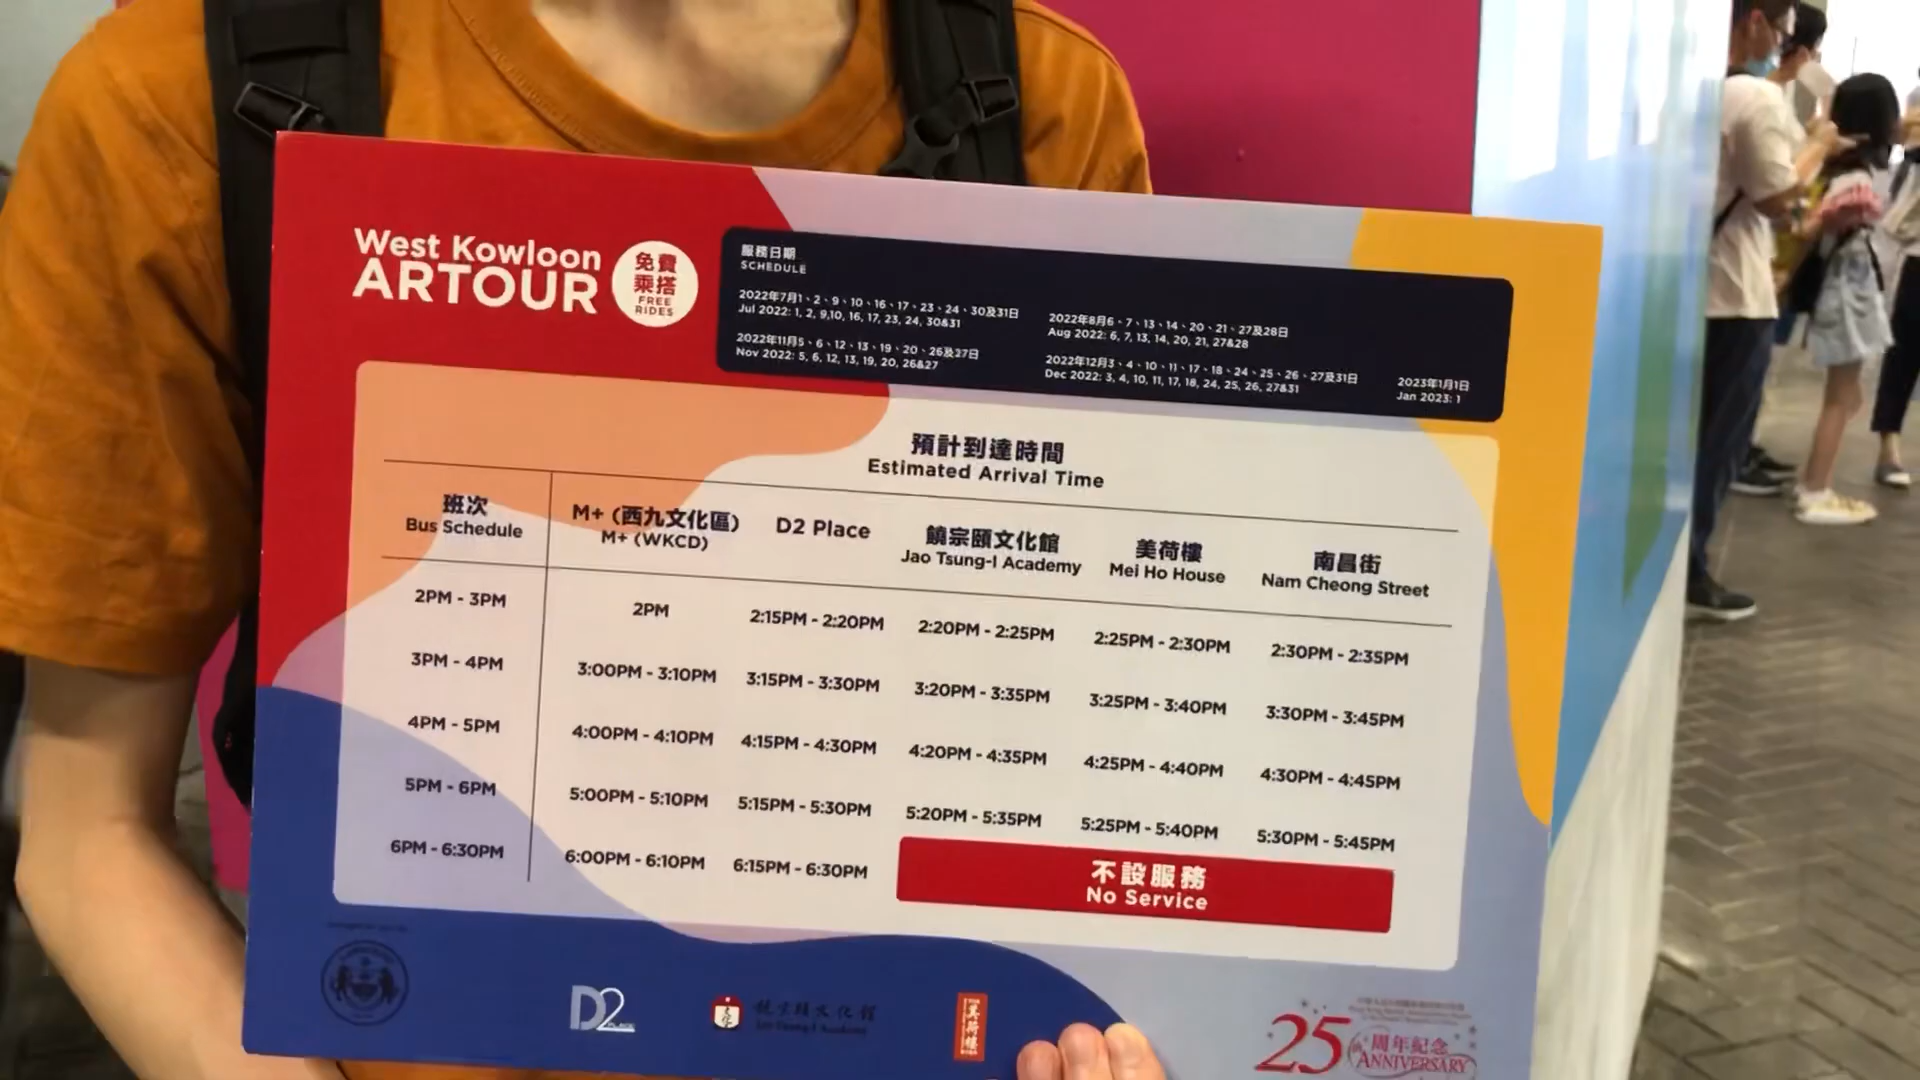 West Kowloon
ARTOUR
免費
乘搭
FREE
RIDES
服務日期
SCHEDULE
2022年7月1、2、9、10、16、17、23、24、30及31日
Jul 2022: 1, 2, 9,10, 16, 17, 23, 24, 30&31
2022年8月6、7、13、14、20、21、27及28日
Aug 2022: 6, 7, 13, 14, 20, 21, 27&28
2022年11月5、6、12、13、19、20、26及27日
Nov 2022: 5, 6, 12, 13, 19, 20, 26&27
2022年12月3、4、10、11、17、18、24、25、26、27及31日
Dec 2022: 3, 4, 10, 11, 17, 18, 24, 25, 26, 27&31
2023年1月1日
Jan 2023: 1
預計到達時間
Estimated Arrival Time
班次
Bus Schedule
M+ (西九文化區)
M+ (WKCD)
D2 Place
饒宗頤文化館
Jao Tsung-I Academy
美荷樓
Mei Ho House
南昌街
Nam Cheong Street
2PM - 3PM 2PM 2:15PM - 2:20PM 2:20PM - 2:25PM 2:25PM - 2:30PM 2:30PM - 2:35PM
3PM - 4PM 3:00PM - 3:10PM 3:15PM - 3:30PM 3:20PM - 3:35PM 3:25PM - 3:40PM 3:30PM - 3:45PM
4PM - 5PM 4:00PM - 4:10PM 4:15PM - 4:30PM 4:20PM - 4:35PM 4:25PM - 4:40PM 4:30PM - 4:45PM
5PM - 6PM 5:00PM - 5:10PM 5:15PM - 5:30PM 5:20PM - 5:35PM 5:25PM - 5:40PM 5:30PM - 5:45PM
6PM - 6:30PM 6:00PM - 6:10PM 6:15PM - 6:30PM
不設服務
No Service
D2 PLACE
饒宗頤文化館
Jao Tsung-I Academy
美荷樓
25
周年紀念
ANNIVERSARY